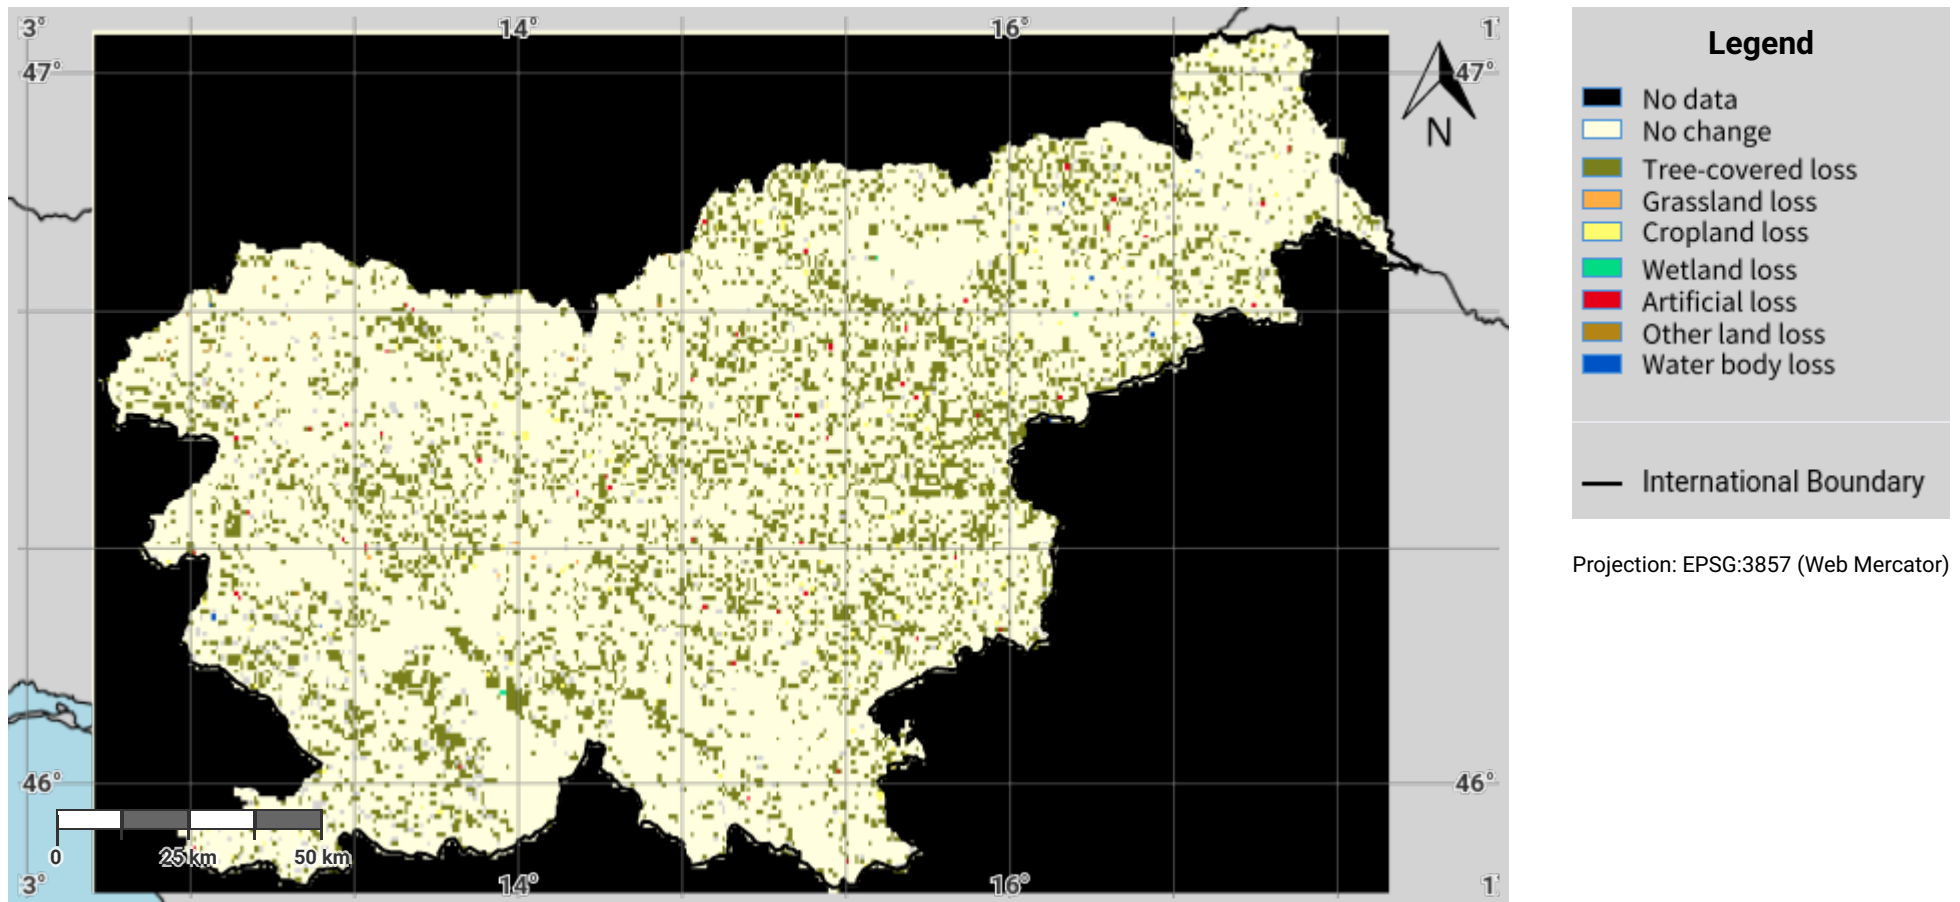 3° 14° 16° 1
47° 47°
N
46° 46°
0 25 km 50 km
3° 14° 16° 1
Legend
No data
No change
Tree-covered loss
Grassland loss
Cropland loss
Wetland loss
Artificial loss
Other land loss
Water body loss
International Boundary
Projection: EPSG:3857 (Web Mercator)